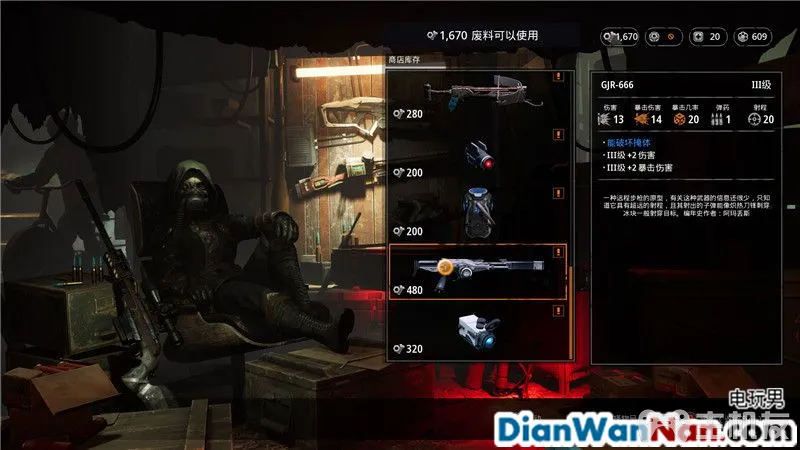 1,670 废料可以使用
1,670
20
609
商店库存
280
200
200
480
320
GJR-666 III级
伤害 暴击伤害 暴击几率 弹药 射程
13 14 20 1 20
·能破坏掩体
·III级 +2 伤害
·III级 +2 暴击伤害
一种远程步枪的原型，有关这种武器的信息还很少，只知
道它具有超远的射程，且其射出的子弹能像炽热刀锋刺穿
冰块一般射穿目标。编年史作者：阿玛丢斯
电玩男
DianWanNan.com